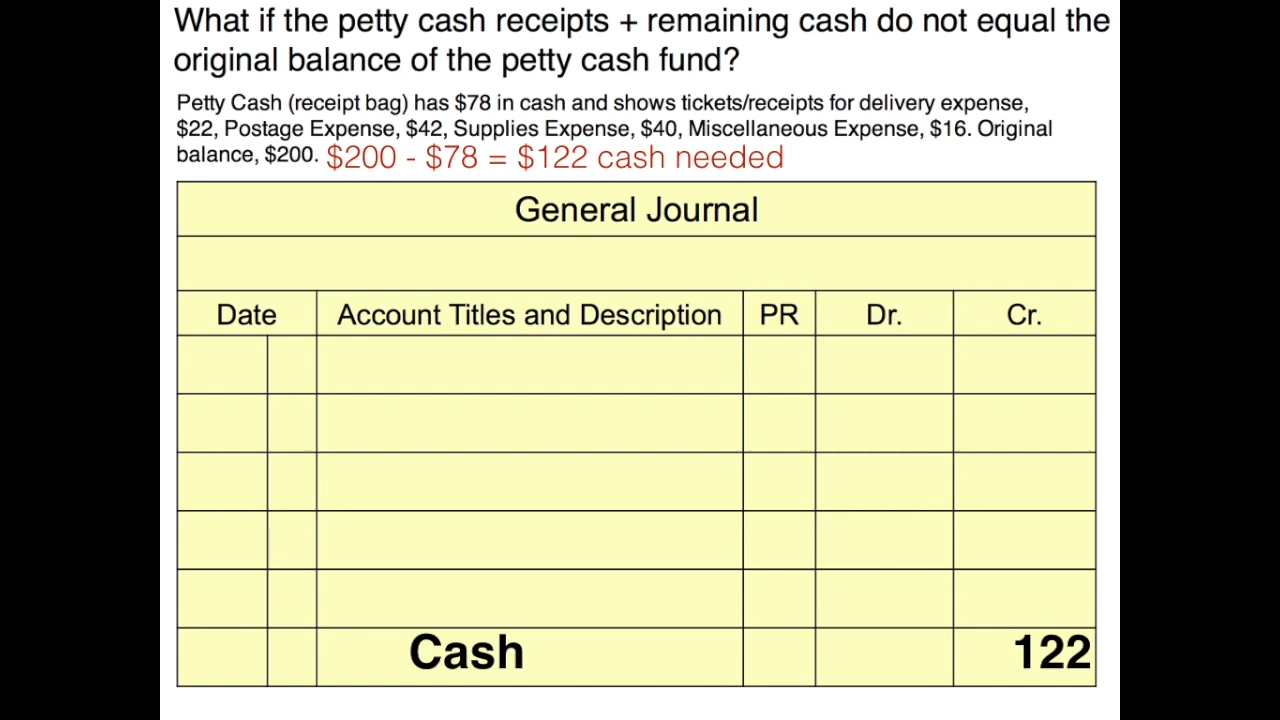 What if the petty cash receipts + remaining cash do not equal the
original balance of the petty cash fund?
Petty Cash (receipt bag) has $78 in cash and shows tickets/receipts for delivery expense,
$22, Postage Expense, $42, Supplies Expense, $40, Miscellaneous Expense, $16. Original
balance, $200. $200 - $78 = $122 cash needed
General Journal
Date Account Titles and Description PR Dr. Cr.
Cash 122